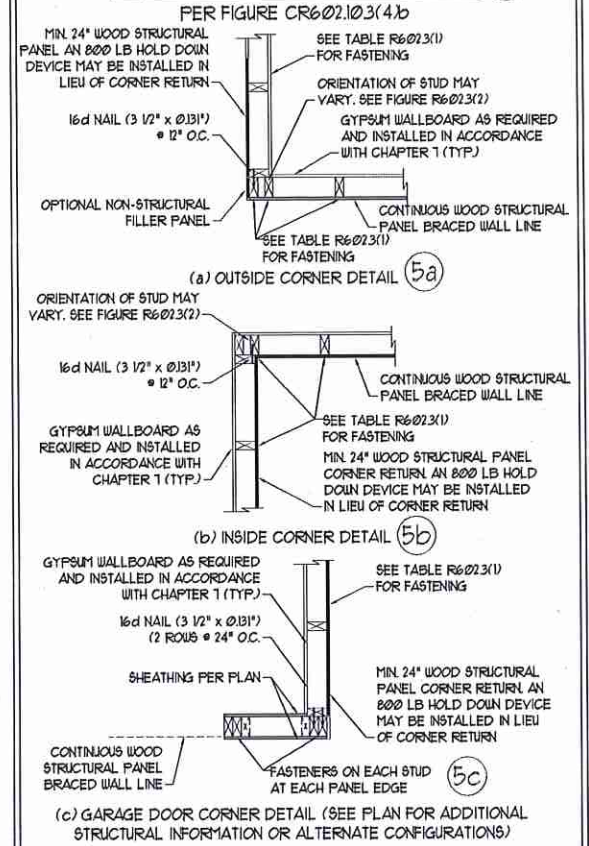 PER FIGURE CR602.10.3(4)b
MIN. 24" WOOD STRUCTURAL
PANEL AN 800 LB HOLD DOWN
DEVICE MAY BE INSTALLED IN
LIEU OF CORNER RETURN
16d NAIL (3 1/2" x 0.131")
@ 12" O.C.
OPTIONAL NON-STRUCTURAL
FILLER PANEL
SEE TABLE R602.3(1)
FOR FASTENING
ORIENTATION OF STUD MAY
VARY. SEE FIGURE R602.3(2)
GYPSUM WALLBOARD AS REQUIRED
AND INSTALLED IN ACCORDANCE
WITH CHAPTER 7 (TYP.)
CONTINUOUS WOOD STRUCTURAL
PANEL BRACED WALL LINE
SEE TABLE R602.3(1)
FOR FASTENING
(a) OUTSIDE CORNER DETAIL 5a
ORIENTATION OF STUD MAY
VARY. SEE FIGURE R602.3(2)
16d NAIL (3 1/2" x 0.131")
@ 12" O.C.
GYPSUM WALLBOARD AS
REQUIRED AND INSTALLED
IN ACCORDANCE WITH
CHAPTER 7 (TYP.)
CONTINUOUS WOOD STRUCTURAL
PANEL BRACED WALL LINE
SEE TABLE R602.3(1)
FOR FASTENING
MIN. 24" WOOD STRUCTURAL PANEL
CORNER RETURN. AN 800 LB HOLD
DOWN DEVICE MAY BE INSTALLED
IN LIEU OF CORNER RETURN
(b) INSIDE CORNER DETAIL 5b
GYPSUM WALLBOARD AS REQUIRED
AND INSTALLED IN ACCORDANCE
WITH CHAPTER 7 (TYP.)
16d NAIL (3 1/2" x 0.131")
(2 ROWS @ 24" O.C.
SHEATHING PER PLAN
CONTINUOUS WOOD
STRUCTURAL PANEL
BRACED WALL LINE
SEE TABLE R602.3(1)
FOR FASTENING
MIN. 24" WOOD STRUCTURAL
PANEL CORNER RETURN. AN
800 LB HOLD DOWN DEVICE
MAY BE INSTALLED IN LIEU
OF CORNER RETURN
FASTENERS ON EACH STUD
AT EACH PANEL EDGE
5c
(c) GARAGE DOOR CORNER DETAIL (SEE PLAN FOR ADDITIONAL
STRUCTURAL INFORMATION OR ALTERNATE CONFIGURATIONS)